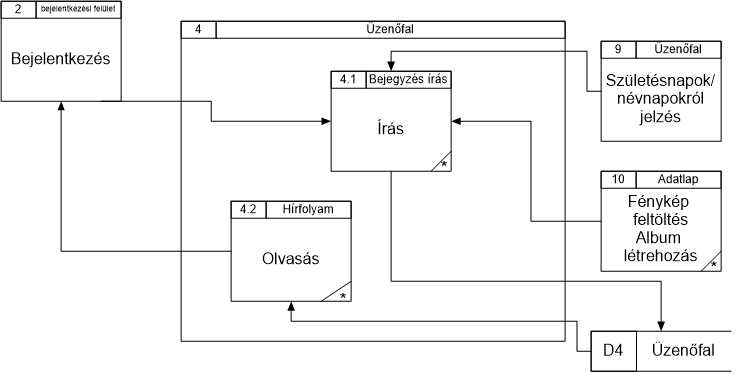 2 bejelentkezési felület
Bejelentkezés
4 Üzenőfal
4.1 Bejegyzés írás
Írás
*
9 Üzenőfal
Születésnapok/
névnapokról
jelzés
10 Adatlap
Fénykép
feltöltés
Album
létrehozás
*
4.2 Hírfolyam
Olvasás
*
D4 Üzenőfal